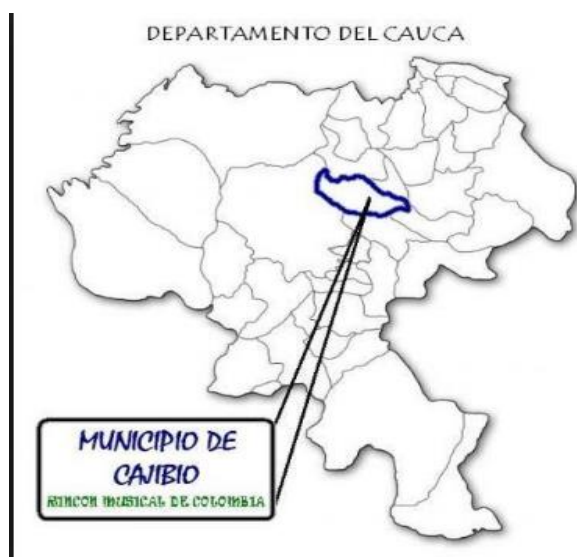 DEPARTAMENTO DEL CAUCA
MUNICIPIO DE
CAJIBIO
RINCON MUSICAL DE COLOMBIA